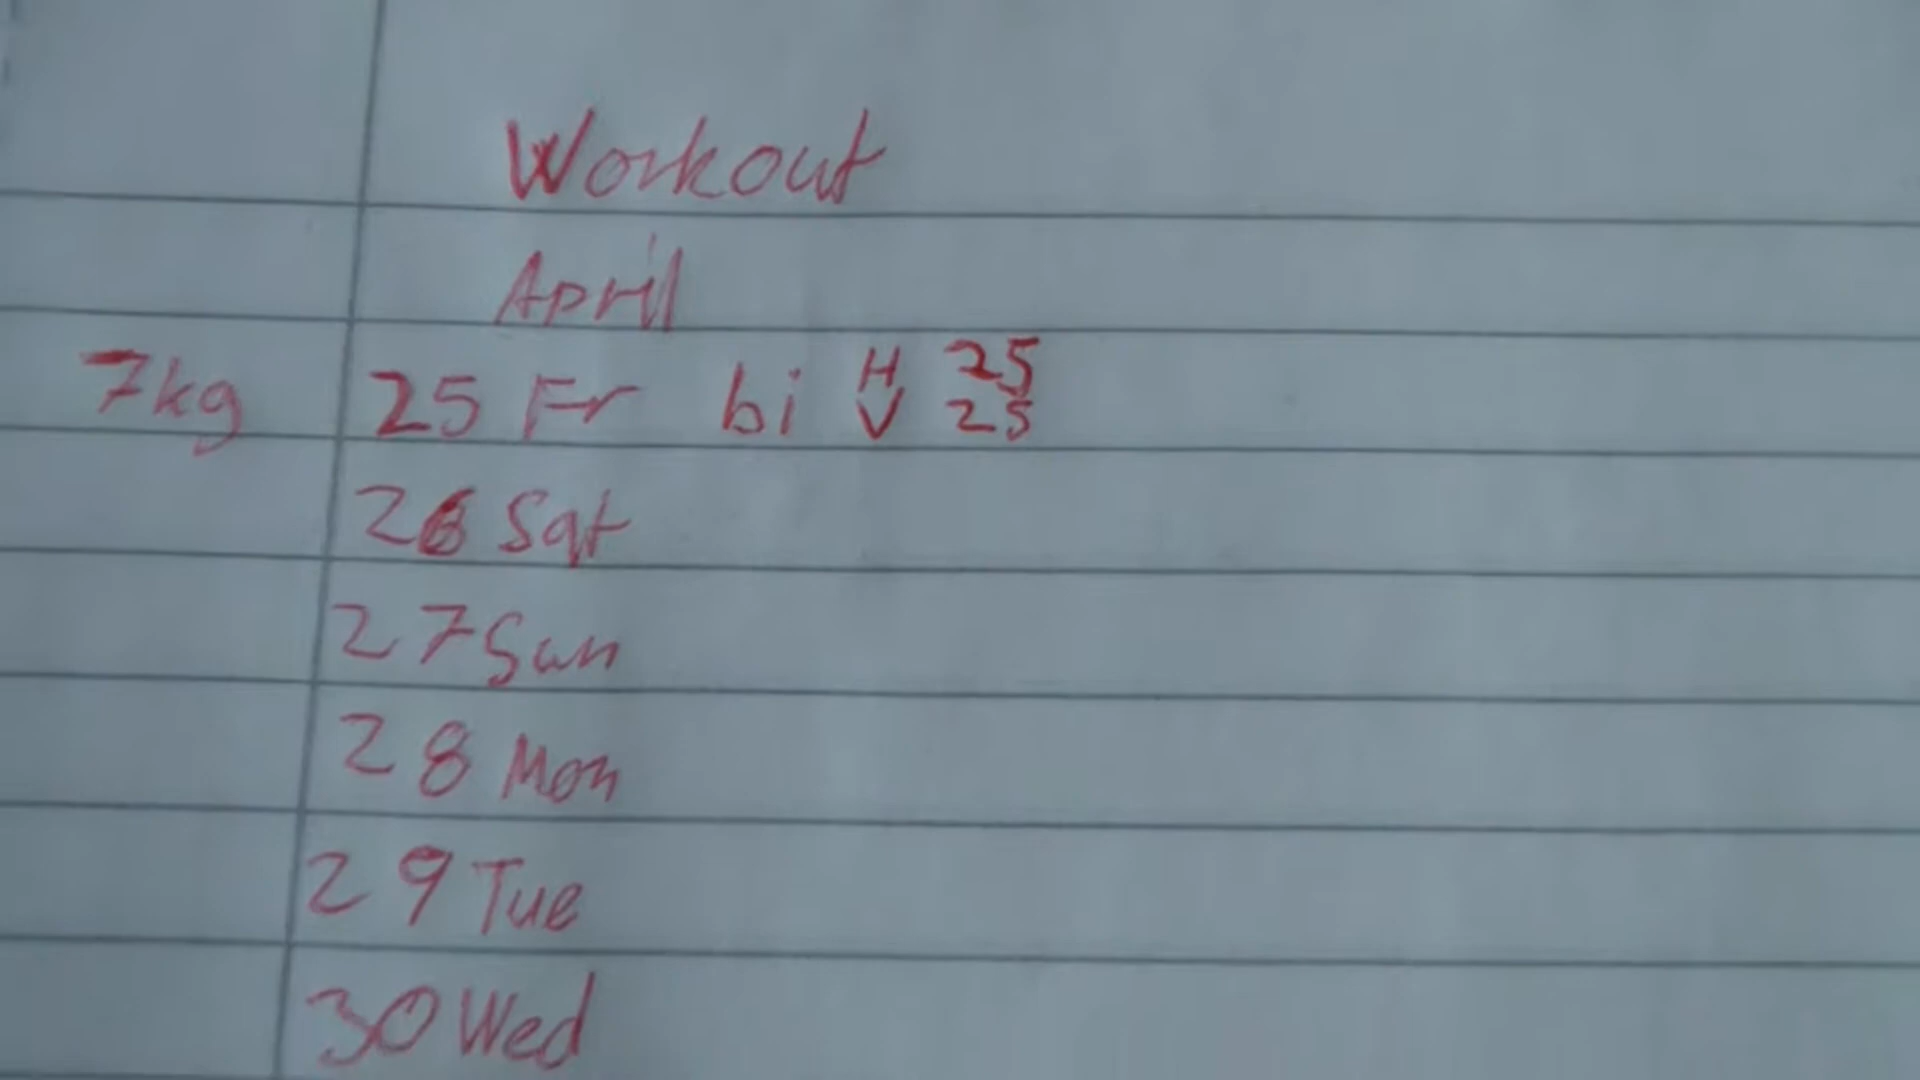 Workout
April
7kg 25 Fr bi H 25
V 25
26 Sat
27 Sun
28 Mon
29 Tue
30 Wed